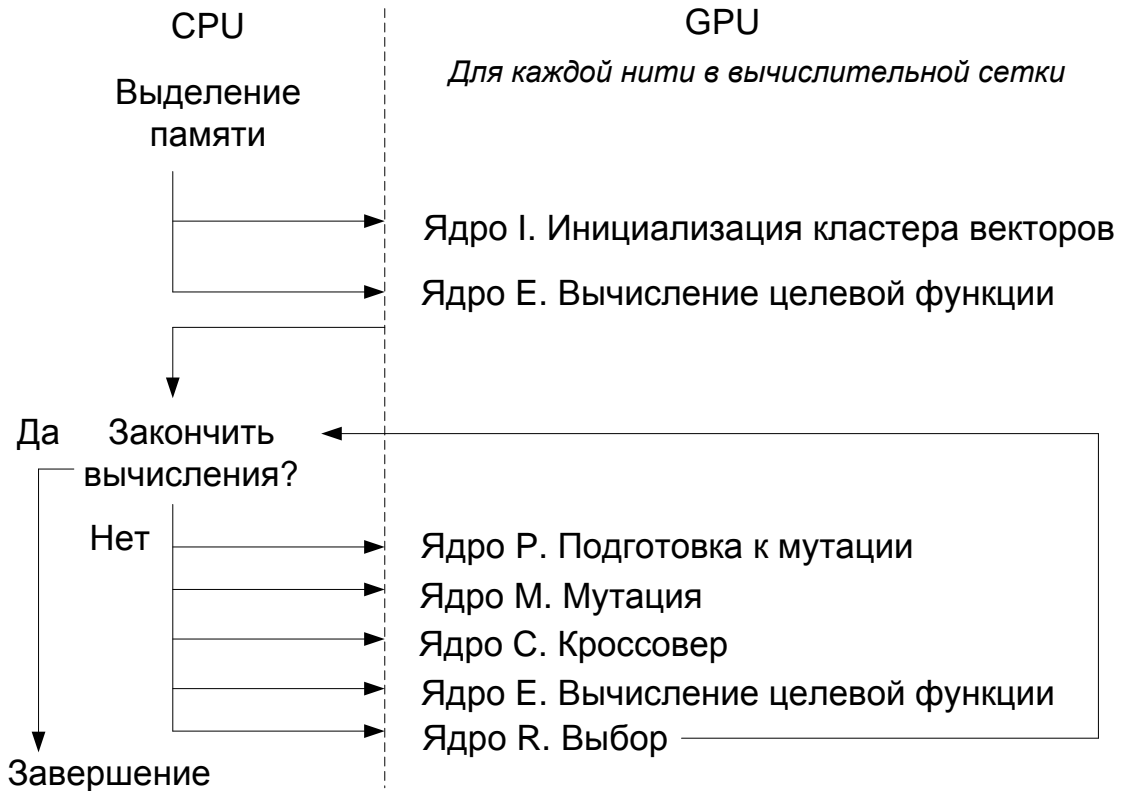 CPU
GPU
Для каждой нити в вычислительной сетки
Выделение
памяти
Ядро I. Инициализация кластера векторов
Ядро E. Вычисление целевой функции
Да
Закончить
вычисления?
Нет
Ядро P. Подготовка к мутации
Ядро M. Мутация
Ядро C. Кроссовер
Ядро E. Вычисление целевой функции
Ядро R. Выбор
Завершение